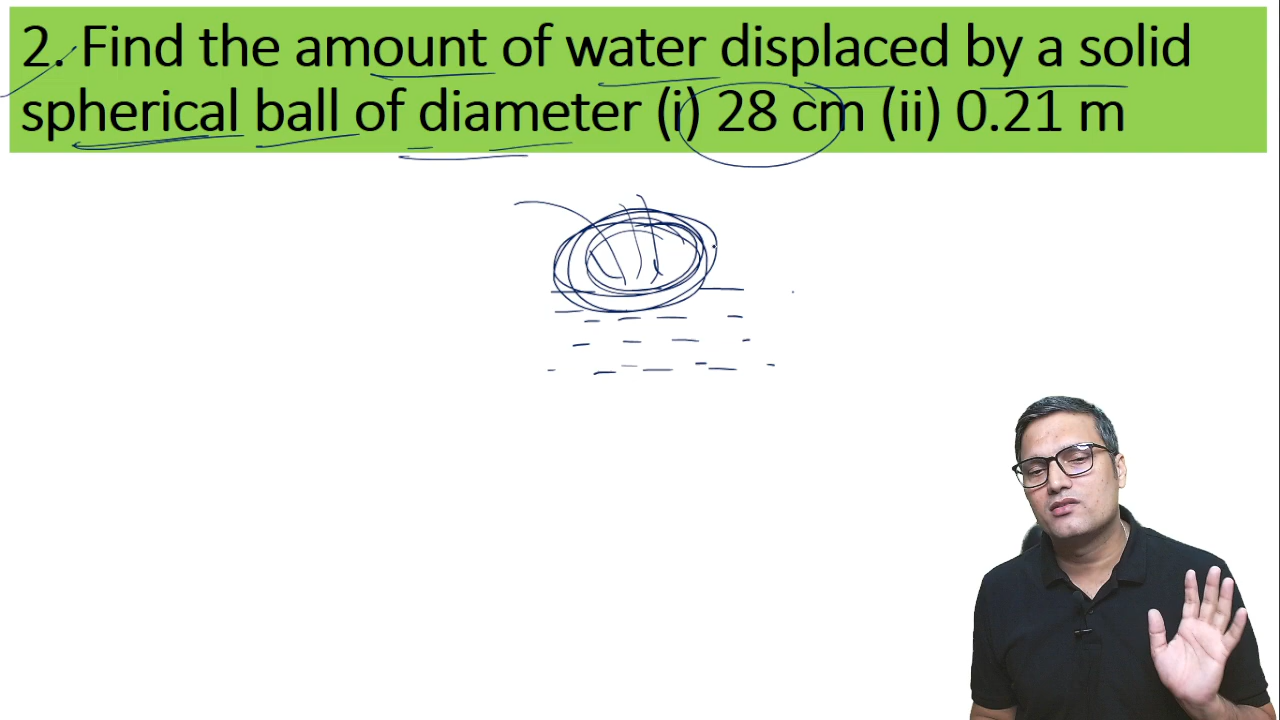 2. Find the amount of water displaced by a solid
spherical ball of diameter (i) 28 cm (ii) 0.21 m